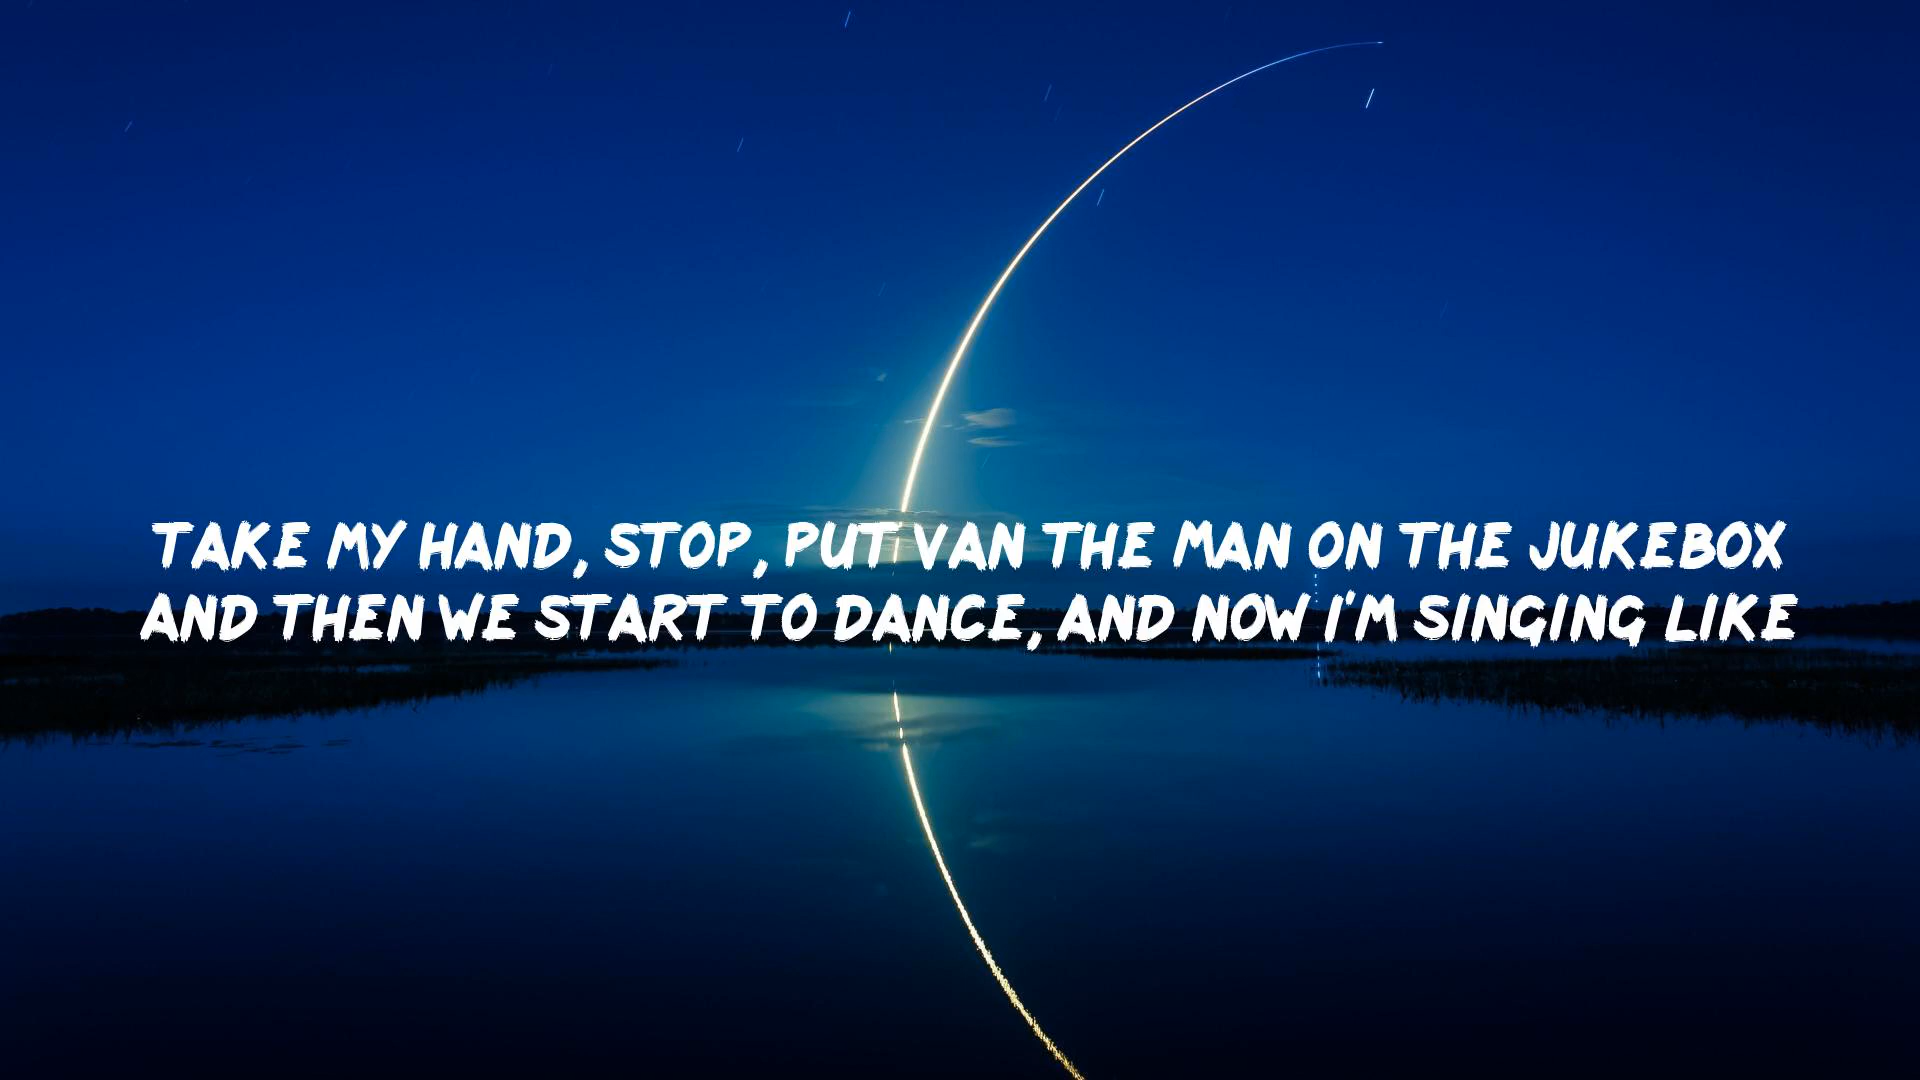 TAKE MY HAND, STOP, PUT VAN THE MAN ON THE JUKEBOX
AND THEN WE START TO DANCE, AND NOW I'M SINGING LIKE